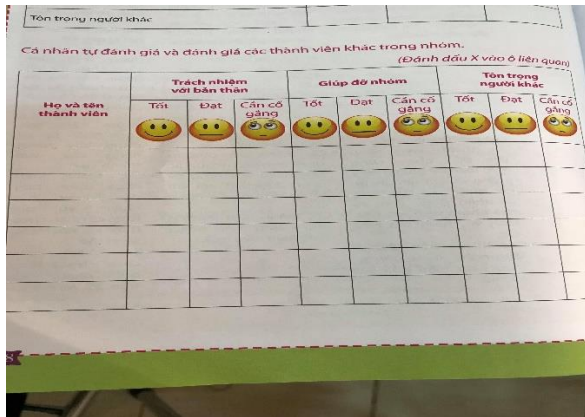 Tôn trọng người khác
Cá nhân tự đánh giá và đánh giá các thành viên khác trong nhóm.
(Đánh dấu X vào ô liên quan)
Họ và tên
thành viên
Trách nhiệm
với bản thân
Giúp đỡ nhóm
Tôn trọng
người khác
Tốt Đạt Cần cố
gắng
Tốt Đạt Cần cố
gắng
Tốt Đạt Cần cố
gắng